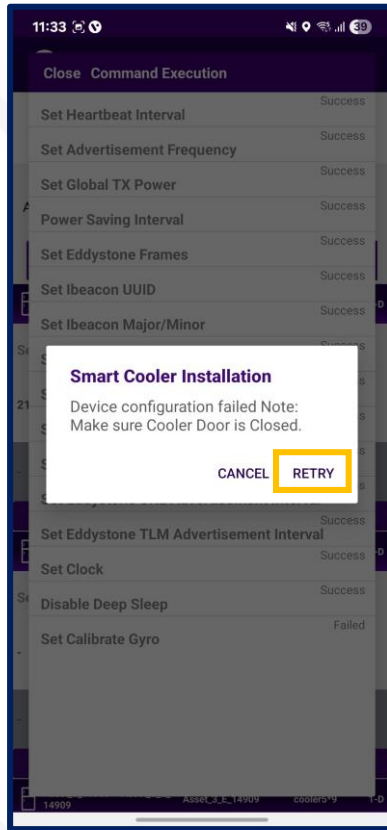 11:33
39
Close Command Execution
Success
Set Heartbeat Interval
Success
Set Advertisement Frequency
Success
Set Global TX Power
Success
Power Saving Interval
Success
Set Eddystone Frames
Success
Set Ibeacon UUID
Success
Set Ibeacon Major/Minor
Smart Cooler Installation
Device configuration failed Note:
Make sure Cooler Door is Closed.
CANCEL RETRY
Success
Set Eddystone TLM Advertisement Interval
Success
Set Clock
Success
Disable Deep Sleep
Failed
Set Calibrate Gyro
21
14909
Asset_3_E_14909
cooler5*9
1-D